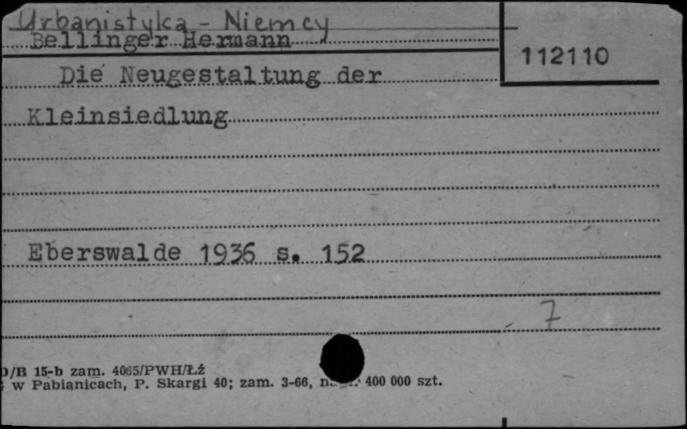 Urbanistyka - Niemcy
Bellinger Hermann
112110
Die Neugestaltung der
Kleinsiedlung
Eberswalde 1936 s. 152
7
D/B 15-b zam. 4065/PWH/Łź
w Pabianicach, P. Skargi 40; zam. 3-66, 400 000 szt.